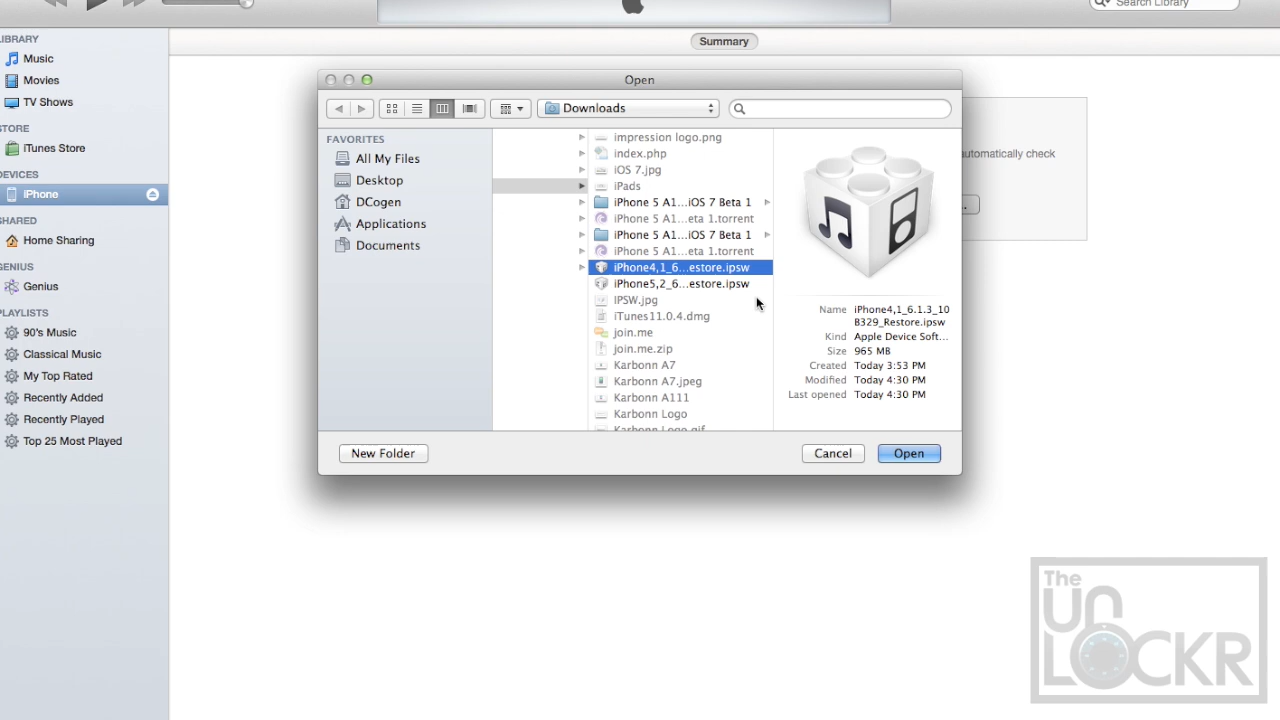 Search Library
Summary
LIBRARY
Music
Movies
TV Shows
STORE
iTunes Store
DEVICES
iPhone
SHARED
Home Sharing
GENIUS
Genius
PLAYLISTS
90's Music
Classical Music
My Top Rated
Recently Added
Recently Played
Top 25 Most Played
automatically check
Open
Downloads
FAVORITES
All My Files
Desktop
DCogen
Applications
Documents
impression logo.png
index.php
iOS 7.jpg
iPads
iPhone 5 A1...iOS 7 Beta 1
iPhone 5 A1...eta 1.torrent
iPhone 5 A1...iOS 7 Beta 1
iPhone 5 A1...eta 1.torrent
iPhone4,1_6...estore.ipsw
iPhone5,2_6...estore.ipsw
IPSW.jpg
iTunes11.0.4.dmg
join.me
join.me.zip
Karbonn A7
Karbonn A7.jpeg
Karbonn A111
Karbonn Logo
Karbonn Logo.gif
Name iPhone4,1_6.1.3_10
B329_Restore.ipsw
Kind Apple Device Soft...
Size 965 MB
Created Today 3:53 PM
Modified Today 4:30 PM
Last opened Today 4:30 PM
New Folder
Cancel
Open
The
UN
LOCKR